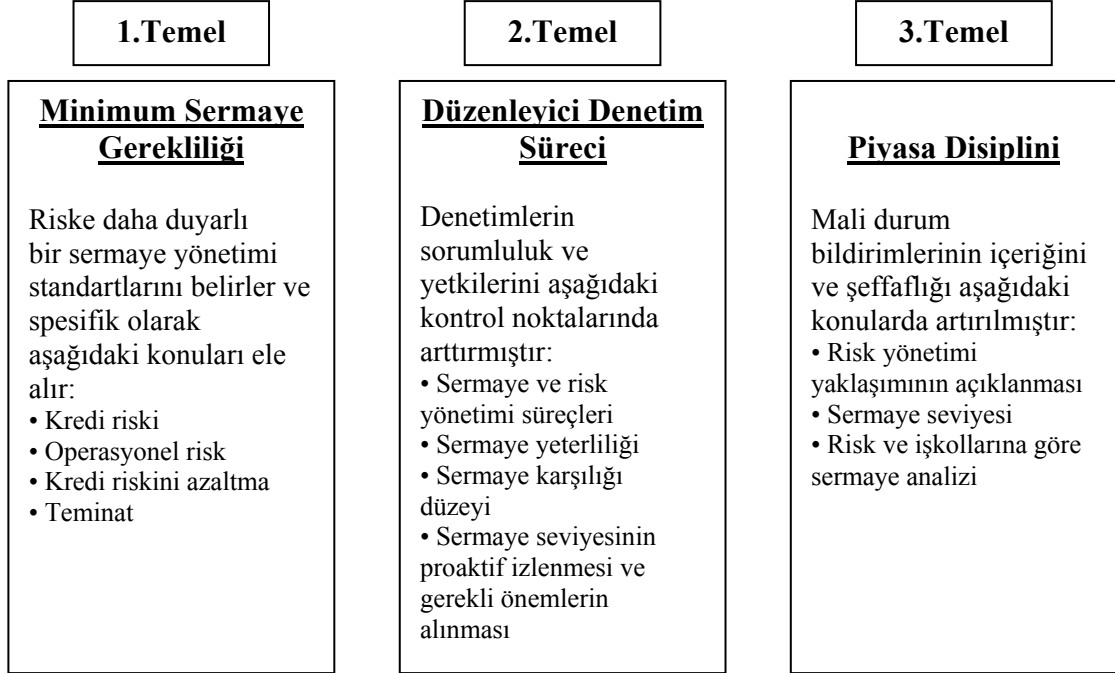 1.Temel
Minimum Sermaye
Gerekliliği
Riske daha duyarlı
bir sermaye yönetimi
standartlarını belirler ve
spesifik olarak
aşağıdaki konuları ele
alır:
• Kredi riski
• Operasyonel risk
• Kredi riskini azaltma
• Teminat
2.Temel
Düzenleyici Denetim
Süreci
Denetimlerin
sorumluluk ve
yetkilerini aşağıdaki
kontrol noktalarında
arttırmıştır:
• Sermaye ve risk
yönetimi süreçleri
• Sermaye yeterliliği
• Sermaye karşılığı
düzeyi
• Sermaye seviyesinin
proaktif izlenmesi ve
gerekli önemlerin
alınması
3.Temel
Piyasa Disiplini
Mali durum
bildirimlerinin içeriğini
ve şeffaflığı aşağıdaki
konularda artırılmıştır:
• Risk yönetimi
yaklaşımının açıklanması
• Sermaye seviyesi
• Risk ve işkollarına göre
sermaye analizi